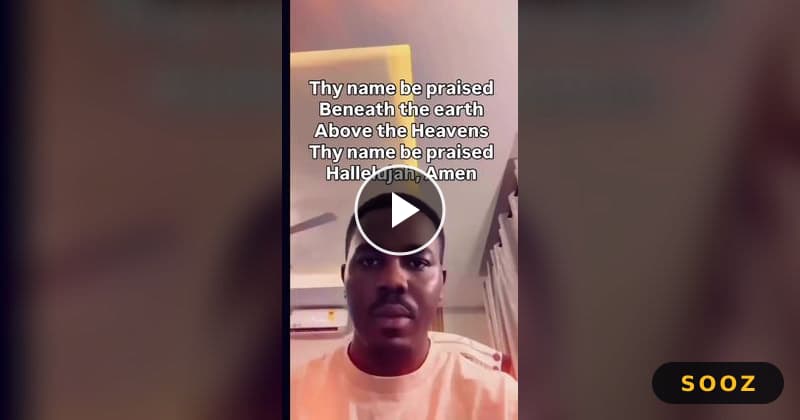 Thy name be praised
Beneath the earth
Above the Heavens
Thy name be praised
Hallelujah, Amen
SOOZ